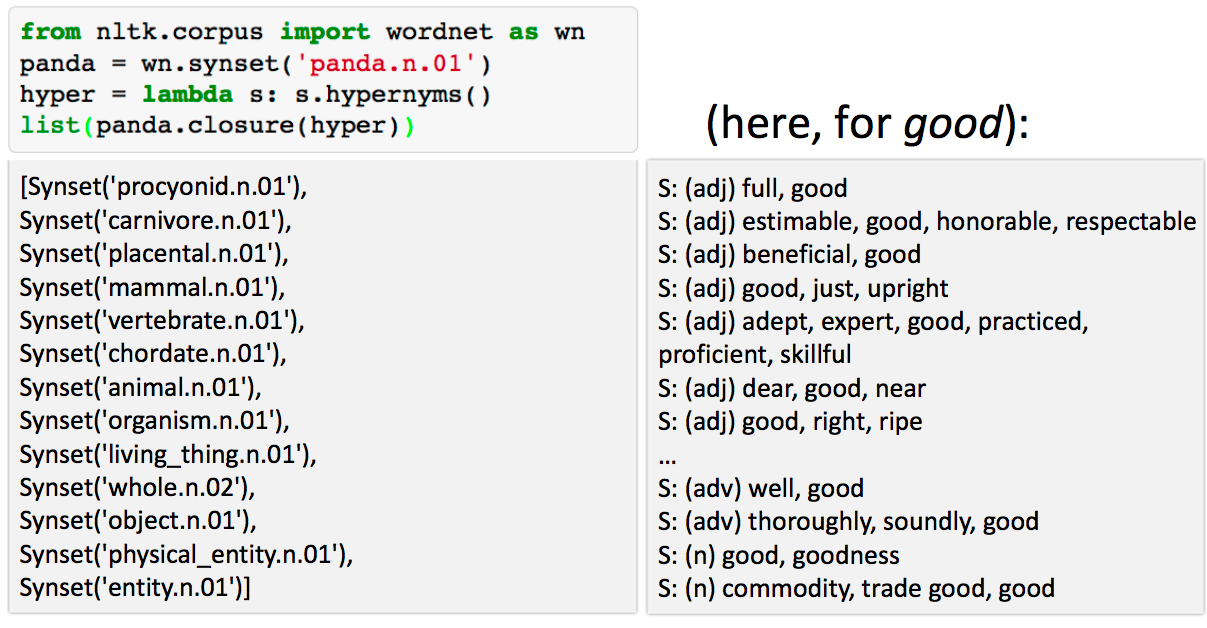 from nltk.corpus import wordnet as wn
panda = wn.synset('panda.n.01')
hyper = lambda s: s.hypernyms()
list(panda.closure(hyper))
[Synset('procyonid.n.01'),
Synset('carnivore.n.01'),
Synset('placental.n.01'),
Synset('mammal.n.01'),
Synset('vertebrate.n.01'),
Synset('chordate.n.01'),
Synset('animal.n.01'),
Synset('organism.n.01'),
Synset('living_thing.n.01'),
Synset('whole.n.02'),
Synset('object.n.01'),
Synset('physical_entity.n.01'),
Synset('entity.n.01')]
(here, for good):
S: (adj) full, good
S: (adj) estimable, good, honorable, respectable
S: (adj) beneficial, good
S: (adj) good, just, upright
S: (adj) adept, expert, good, practiced,
proficient, skillful
S: (adj) dear, good, near
S: (adj) good, right, ripe
...
S: (adv) well, good
S: (adv) thoroughly, soundly, good
S: (n) good, goodness
S: (n) commodity, trade good, good